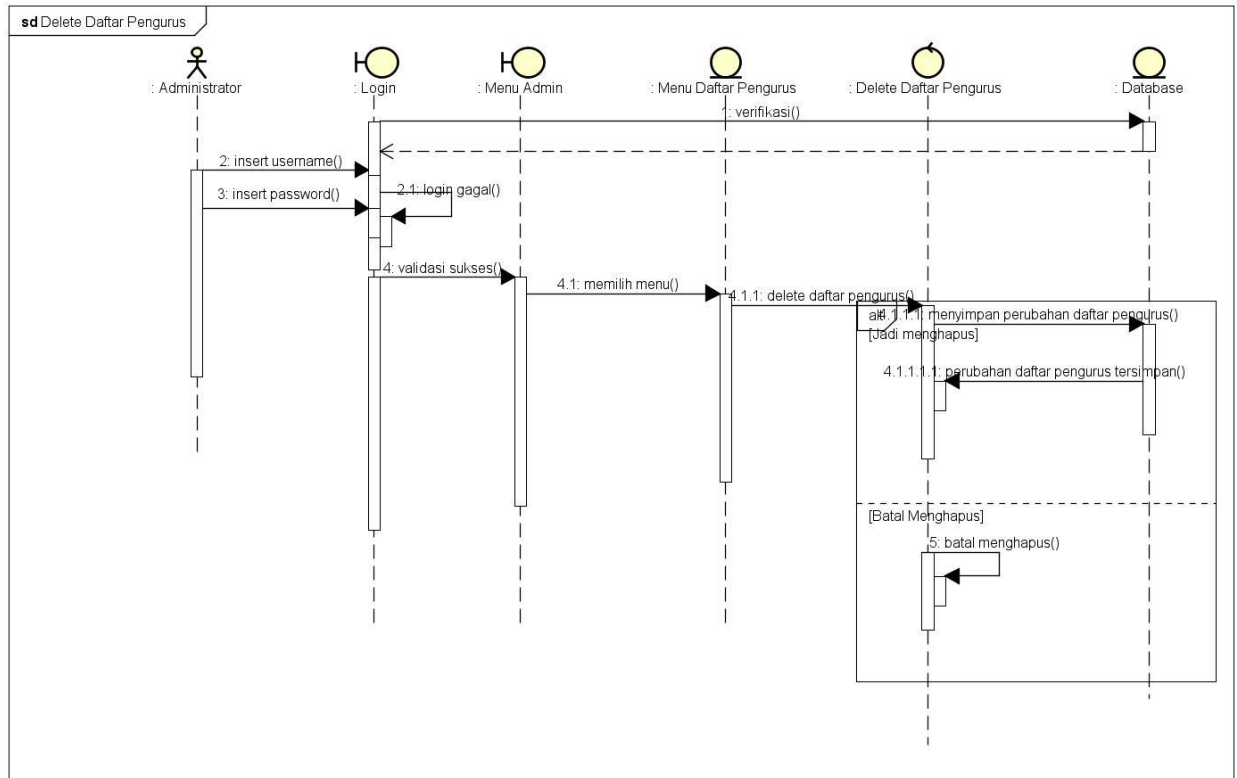 sd Delete Daftar Pengurus
: Administrator
: Login
: Menu Admin
: Menu Daftar Pengurus
: Delete Daftar Pengurus
: Database
1: verifikasi()
2: insert username()
2.1: login gagal()
3: insert password()
4: validasi sukses()
4.1: memilih menu()
4.1.1: delete daftar pengurus()
alt
4.1.1.1: menyimpan perubahan daftar pengurus()
[Jadi menghapus]
4.1.1.1.1: perubahan daftar pengurus tersimpan()
[Batal Menghapus]
5: batal menghapus()